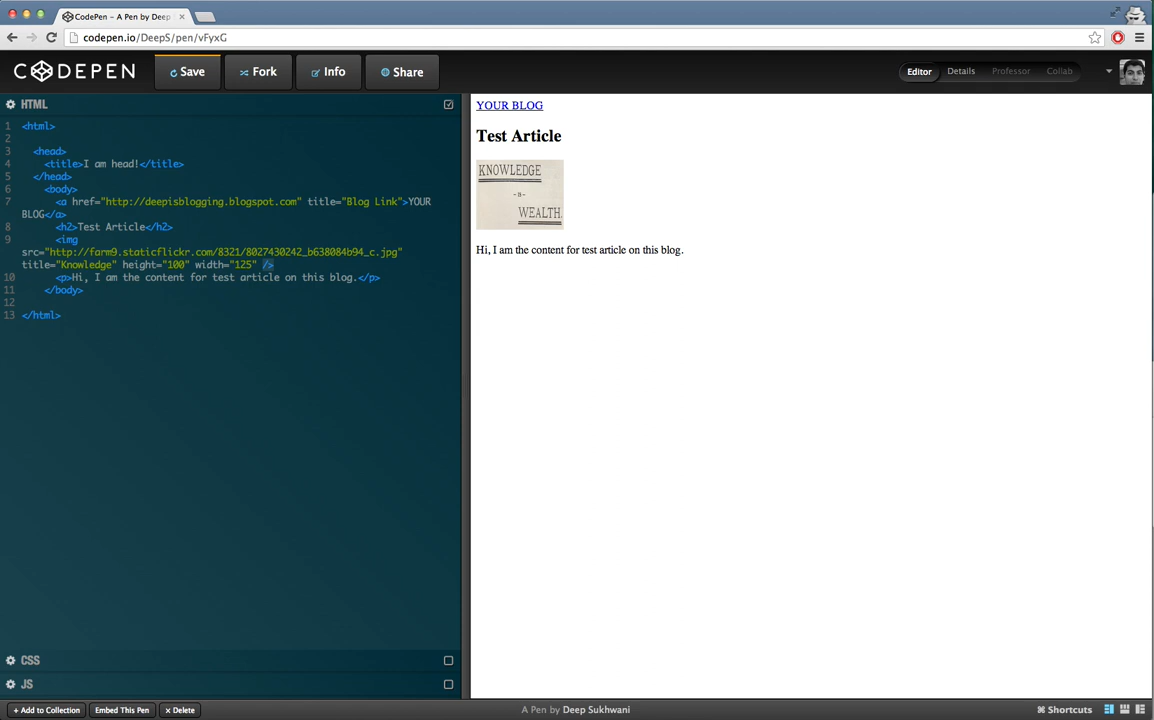 CodePen - A Pen by Deep
codepen.io/DeepS/pen/vFyxG
CODEPEN Save Fork Info Share Editor Details Professor Collab
HTML
1 <html>
2
3 <head>
4 <title>I am head!</title>
5 </head>
6 <body>
7 <a href="http://deepisblogging.blogspot.com" title="Blog Link">YOUR
BLOG</a>
8 <h2>Test Article</h2>
9 <img
src="http://farm9.staticflickr.com/8321/8027430242_b638084b94_c.jpg"
title="Knowledge" height="100" width="125" />
10 <p>Hi, I am the content for test article on this blog.</p>
11 </body>
12
13 </html>
CSS
JS
YOUR BLOG
Test Article
KNOWLEDGE
-is-
WEALTH.
Hi, I am the content for test article on this blog.
+ Add to Collection Embed This Pen x Delete A Pen by Deep Sukhwani ⌘ Shortcuts